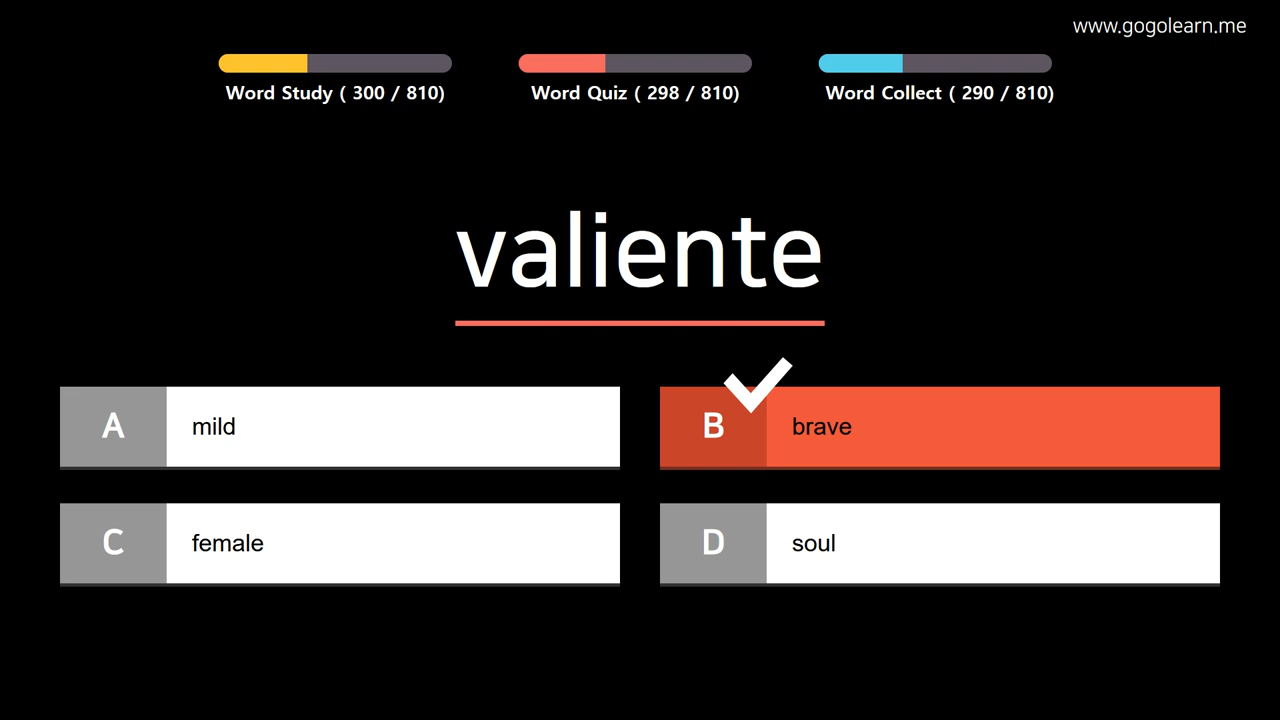 www.gogolearn.me
Word Study ( 300 / 810)
Word Quiz ( 298 / 810)
Word Collect ( 290 / 810)
valiente
A mild
B brave
C female
D soul